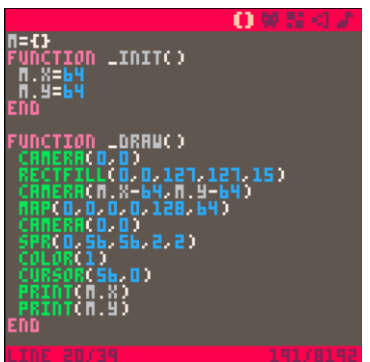 M={}
FUNCTION _INIT()
M.X=64
M.Y=64
END
FUNCTION _DRAW()
CAMERA(0,0)
RECTFILL(0,0,127,127,15)
CAMERA(M.X-64,M.Y-64)
MAP(0,0,0,0,128,64)
CAMERA(0,0)
SPR(0,56,56,2,2)
COLOR(1)
CURSOR(56,0)
PRINT(M.X)
PRINT(M.Y)
END
LINE 20/39 191/8192